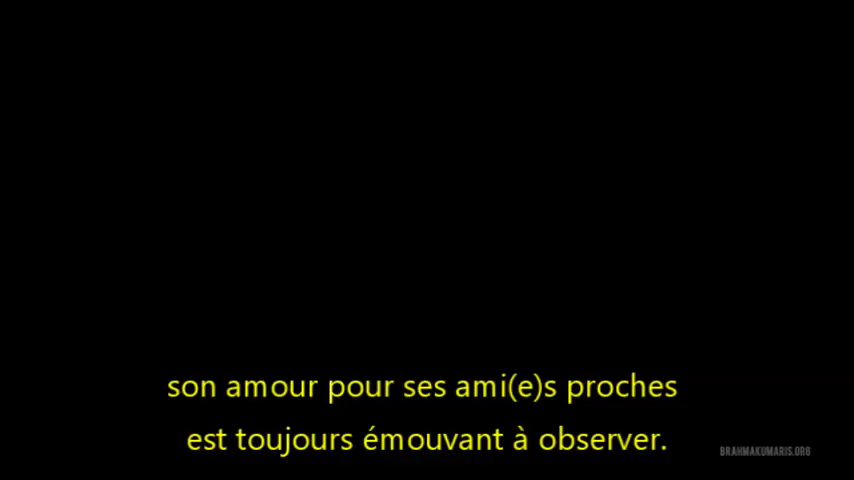 son amour pour ses ami(e)s proches
est toujours émouvant à observer.
BRAHMAKUMARIS.ORG